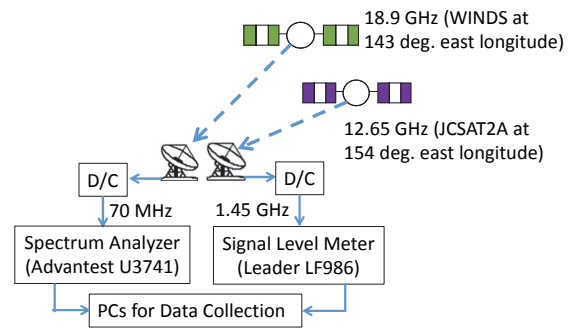 18.9 GHz (WINDS at
143 deg. east longitude)
12.65 GHz (JCSAT2A at
154 deg. east longitude)
D/C
D/C
70 MHz
1.45 GHz
Spectrum Analyzer
(Advantest U3741)
Signal Level Meter
(Leader LF986)
PCs for Data Collection